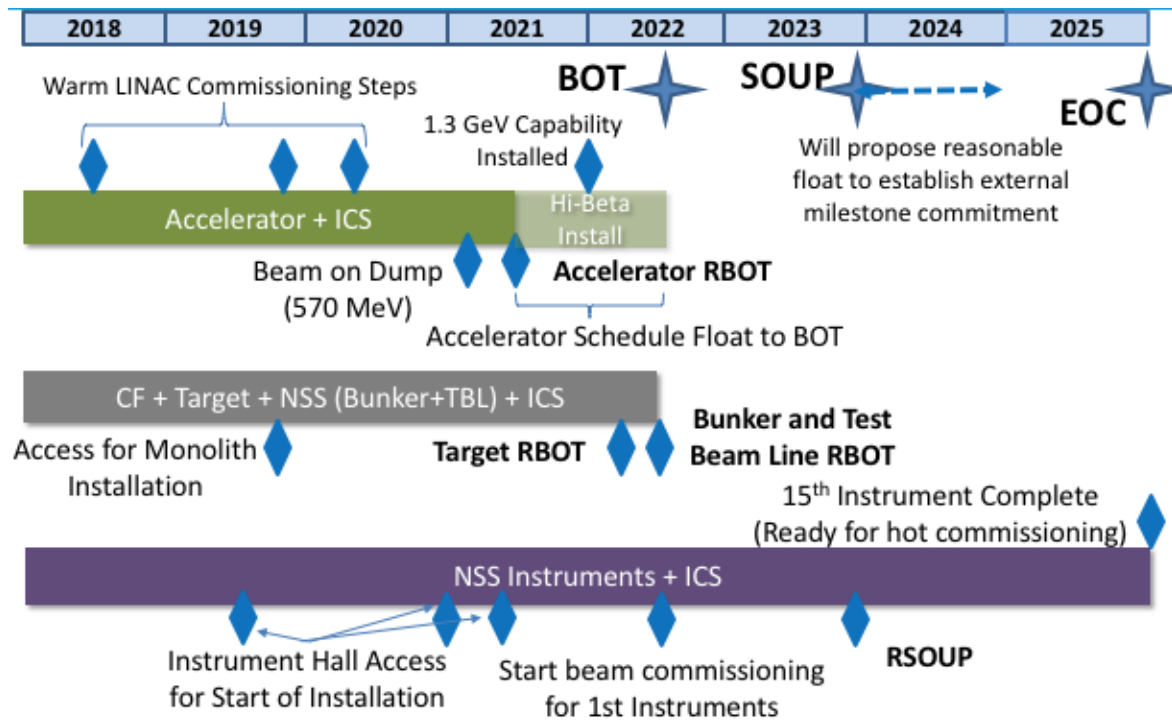 2018 2019 2020 2021 2022 2023 2024 2025
Warm LINAC Commissioning Steps
BOT
SOUP
EOC
1.3 GeV Capability
Installed
Will propose reasonable
float to establish external
milestone commitment
Accelerator + ICS
Hi-Beta
Install
Beam on Dump
(570 MeV)
Accelerator RBOT
Accelerator Schedule Float to BOT
CF + Target + NSS (Bunker+TBL) + ICS
Access for Monolith
Installation
Target RBOT
Bunker and Test
Beam Line RBOT
15th Instrument Complete
(Ready for hot commissioning)
NSS Instruments + ICS
Instrument Hall Access
for Start of Installation
Start beam commissioning
for 1st Instruments
RSOUP